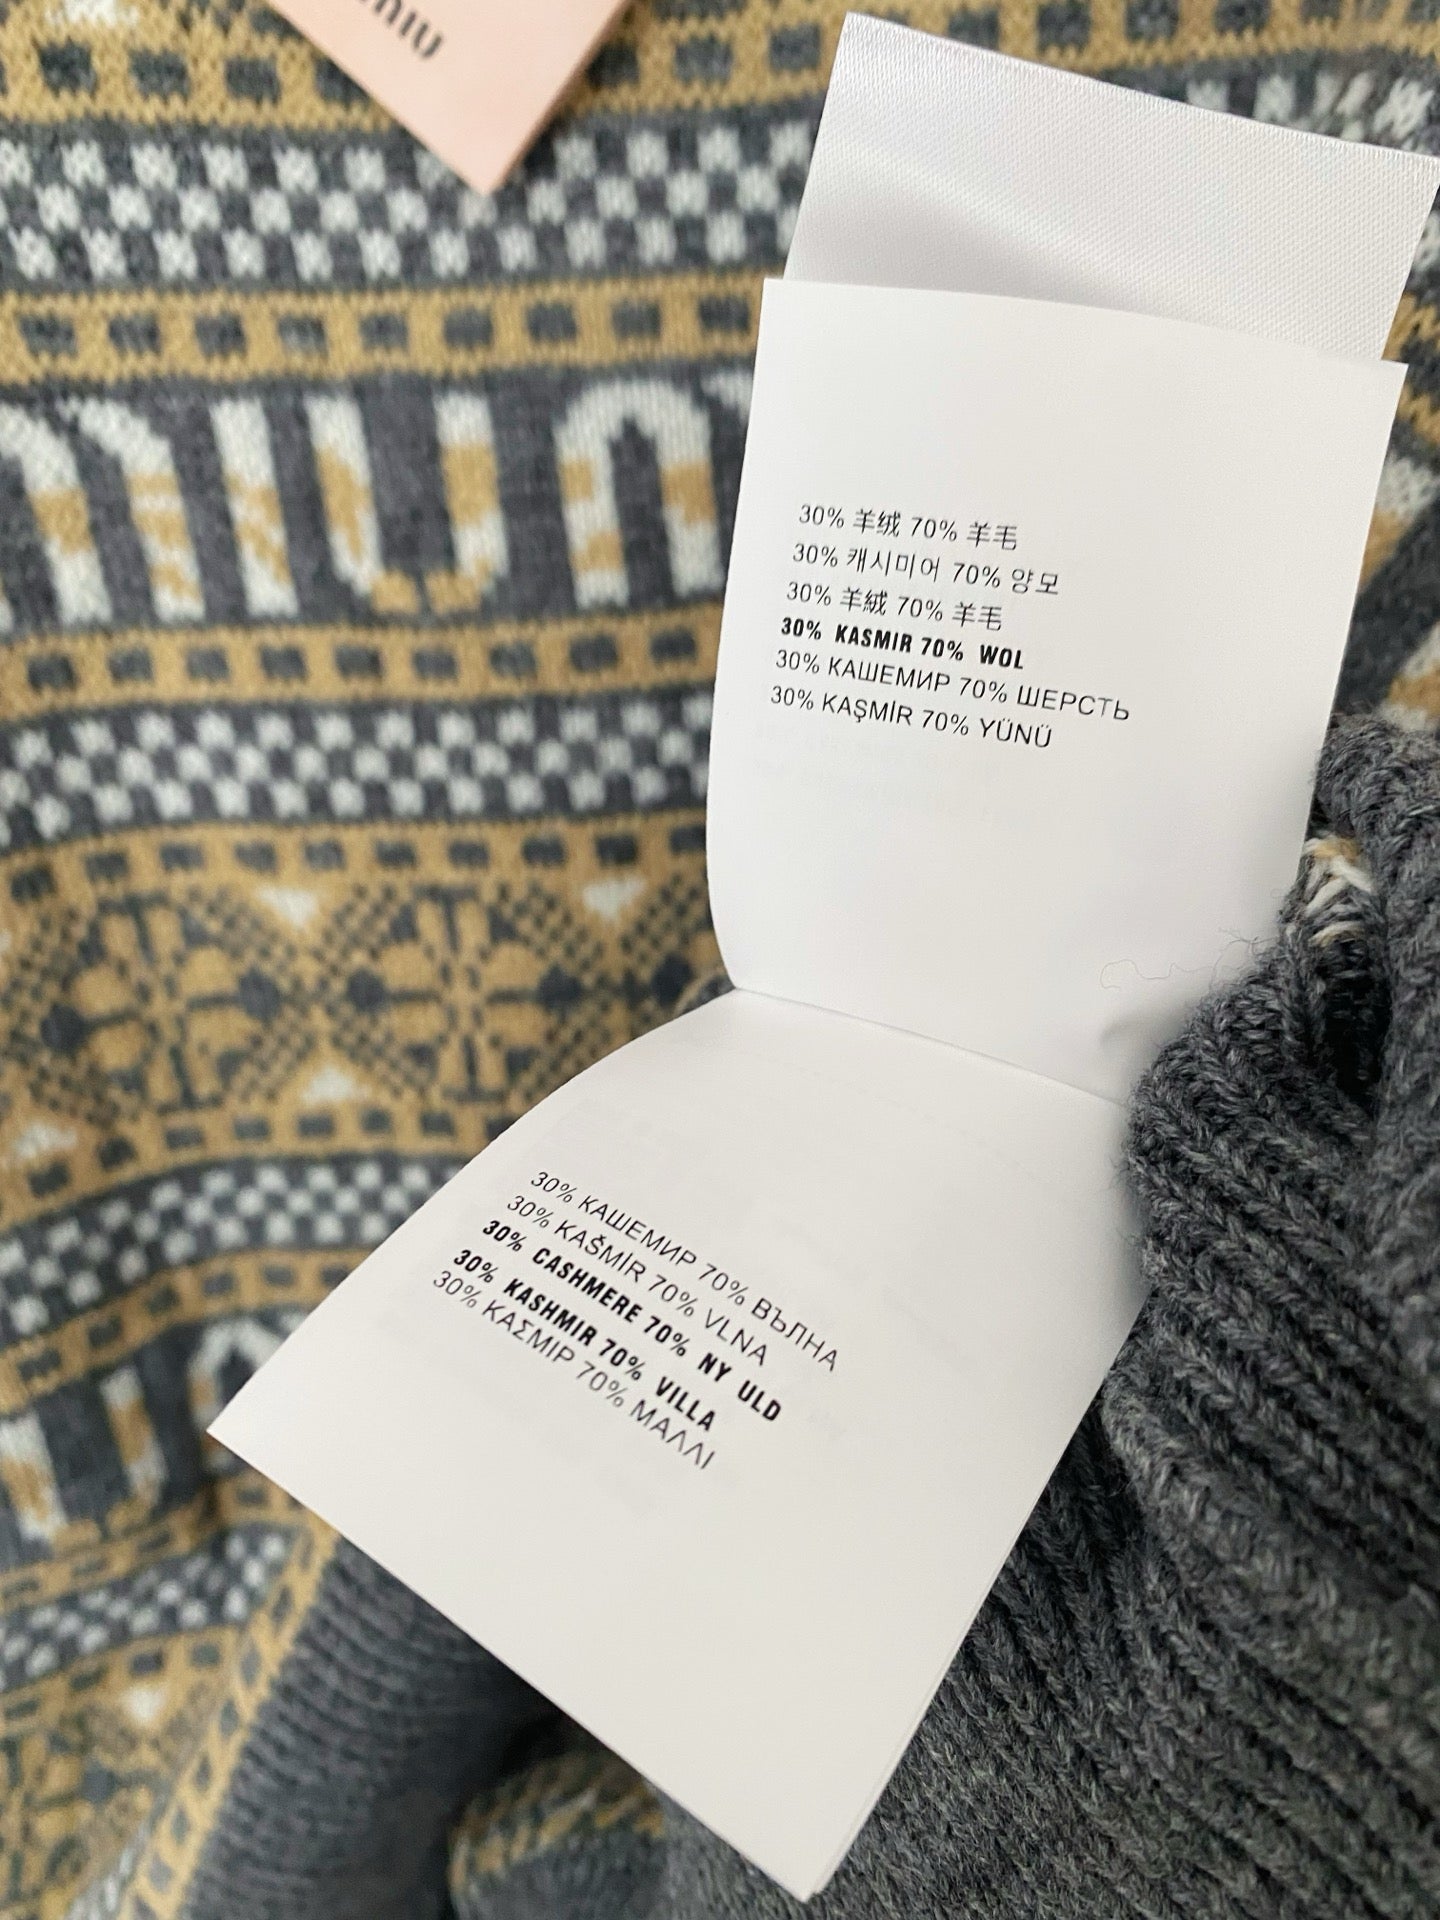 miu
30% 羊绒 70% 羊毛
30% 캐시미어 70% 양모
30% 羊絨 70% 羊毛
30% KASMIR 70% WOL
30% КАШЕМИР 70% ШЕРСТЬ
30% KAŞMİR 70% YÜNÜ
30% КАШЕМИР 70% ВЪЛНА
30% KAŠMİR 70% VLNA
30% CASHMERE 70% NY ULD
30% KASHMIR 70% VILLA
30% ΚΑΣΜΙΡ 70% ΜΑΛΛΙ